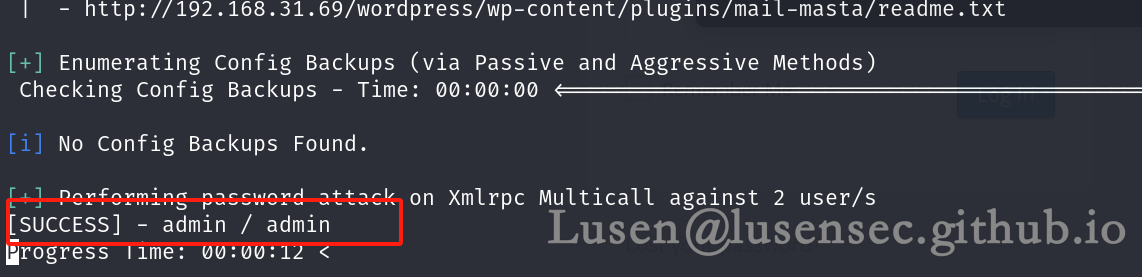 |  - http://192.168.31.69/wordpress/wp-content/plugins/mail-masta/readme.txt
[+] Enumerating Config Backups (via Passive and Aggressive Methods)
Checking Config Backups - Time: 00:00:00 <=====================================
Log In
[i] No Config Backups Found.
[+] Performing password attack on Xmlrpc Multicall against 2 user/s
[SUCCESS] - admin / admin
Lusen@lusensec.github.io
Progress Time: 00:00:12 <